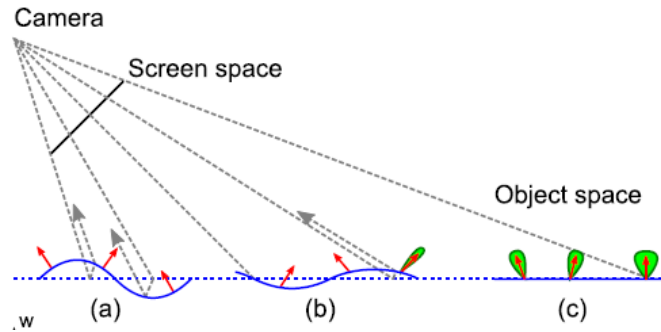 Camera
Screen space
Object space
(a) (b) (c)
w